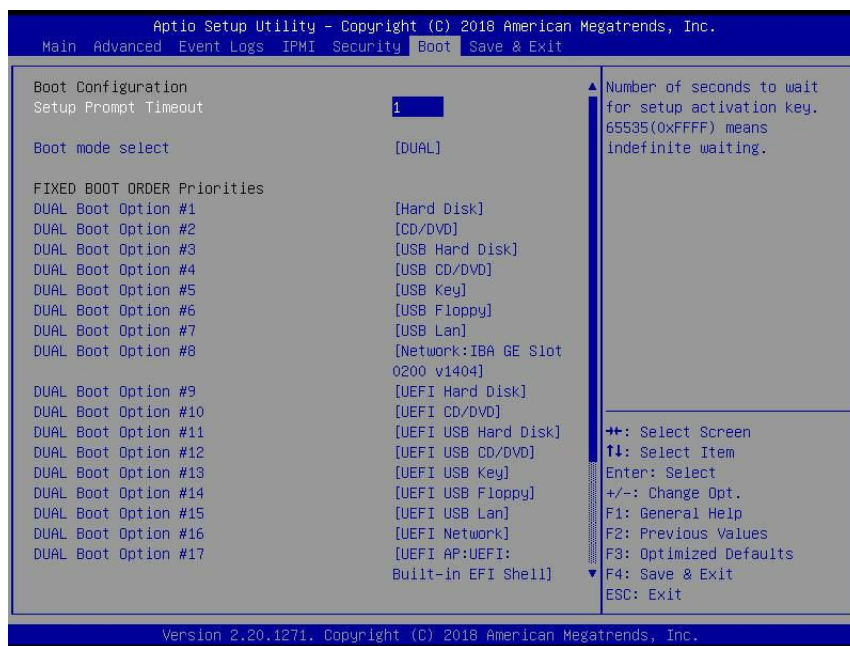 Aptio Setup Utility – Copyright (C) 2018 American Megatrends, Inc.
Main Advanced Event Logs IPMI Security Boot Save & Exit
Boot Configuration
Setup Prompt Timeout 1
Boot mode select [DUAL]
FIXED BOOT ORDER Priorities
DUAL Boot Option #1 [Hard Disk]
DUAL Boot Option #2 [CD/DVD]
DUAL Boot Option #3 [USB Hard Disk]
DUAL Boot Option #4 [USB CD/DVD]
DUAL Boot Option #5 [USB Key]
DUAL Boot Option #6 [USB Floppy]
DUAL Boot Option #7 [USB Lan]
DUAL Boot Option #8 [Network:IBA GE Slot
0200 v1404]
DUAL Boot Option #9 [UEFI Hard Disk]
DUAL Boot Option #10 [UEFI CD/DVD]
DUAL Boot Option #11 [UEFI USB Hard Disk]
DUAL Boot Option #12 [UEFI USB CD/DVD]
DUAL Boot Option #13 [UEFI USB Key]
DUAL Boot Option #14 [UEFI USB Floppy]
DUAL Boot Option #15 [UEFI USB Lan]
DUAL Boot Option #16 [UEFI Network]
DUAL Boot Option #17 [UEFI AP:UEFI:
Built-in EFI Shell]
Number of seconds to wait
for setup activation key.
65535(0xFFFF) means
indefinite waiting.
→←: Select Screen
↑↓: Select Item
Enter: Select
+/-: Change Opt.
F1: General Help
F2: Previous Values
F3: Optimized Defaults
F4: Save & Exit
ESC: Exit
Version 2.20.1271. Copyright (C) 2018 American Megatrends, Inc.